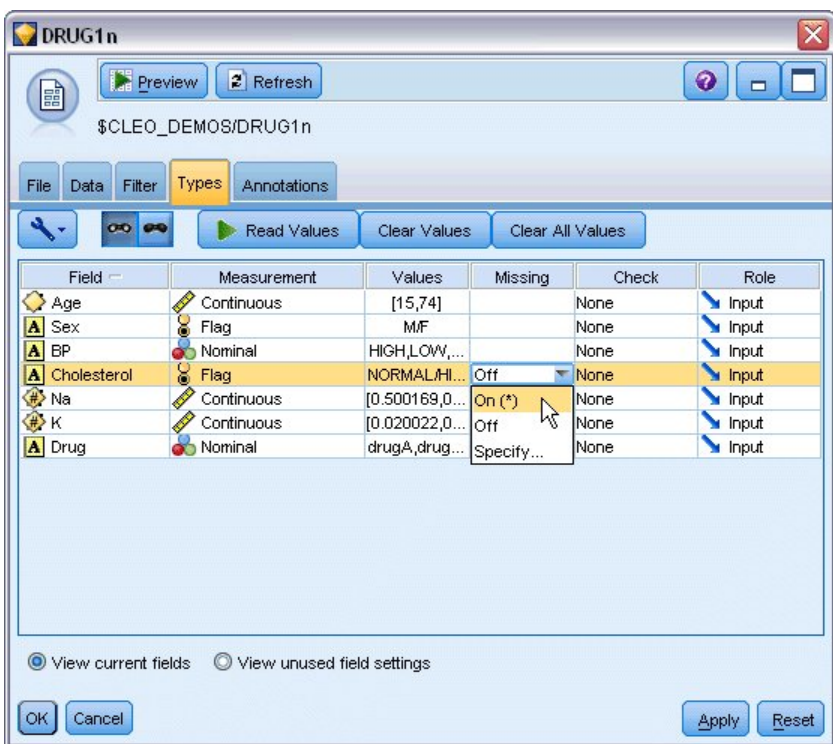 DRUG1n
Preview Refresh
$CLEO_DEMOS/DRUG1n
File Data Filter Types Annotations
Read Values Clear Values Clear All Values
Field Measurement Values Missing Check Role
Age Continuous [15,74] None Input
A Sex Flag M/F None Input
A BP Nominal HIGH,LOW,... None Input
A Cholesterol Flag NORMAL/HI... Off None Input
# Na Continuous [0.500169,0... On (*) None Input
# K Continuous [0.020022,0... Off None Input
A Drug Nominal drugA,drug... Specify... None Input
View current fields View unused field settings
OK Cancel Apply Reset